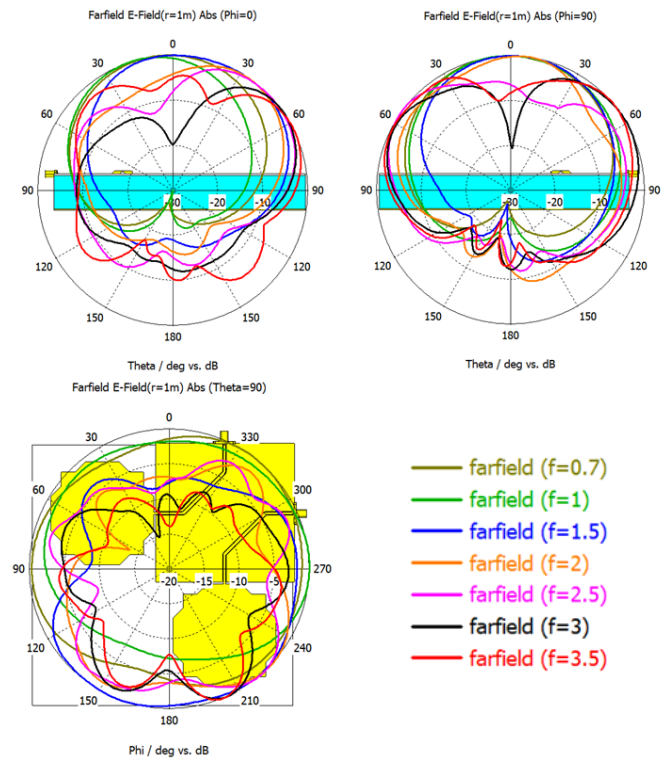 Farfield E-Field(r=1m) Abs (Phi=0)
0
30 30
60 60
90 -30 -20 -10 90
120 120
150 150
180
Theta / deg vs. dB
Farfield E-Field(r=1m) Abs (Phi=90)
0
30 30
60 60
90 -30 -20 -10 90
120 120
150 150
180
Theta / deg vs. dB
Farfield E-Field(r=1m) Abs (Theta=90)
0
30 330
60 300
90 -20 -15 -10 -5 270
120 240
150 210
180
Phi / deg vs. dB
farfield (f=0.7)
farfield (f=1)
farfield (f=1.5)
farfield (f=2)
farfield (f=2.5)
farfield (f=3)
farfield (f=3.5)